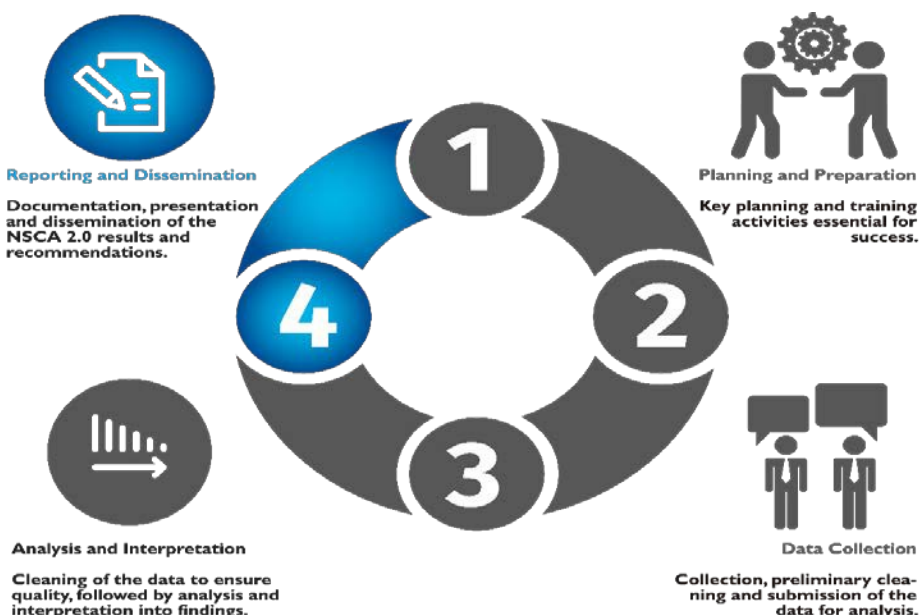 1
Reporting and Dissemination
Documentation, presentation
and dissemination of the
NSCA 2.0 results and
recommendations.
Planning and Preparation
Key planning and training
activities essential for
success.
4
2
3
Analysis and Interpretation
Cleaning of the data to ensure
quality, followed by analysis and
interpretation into findings.
Data Collection
Collection, preliminary clea-
ning and submission of the
data for analysis.